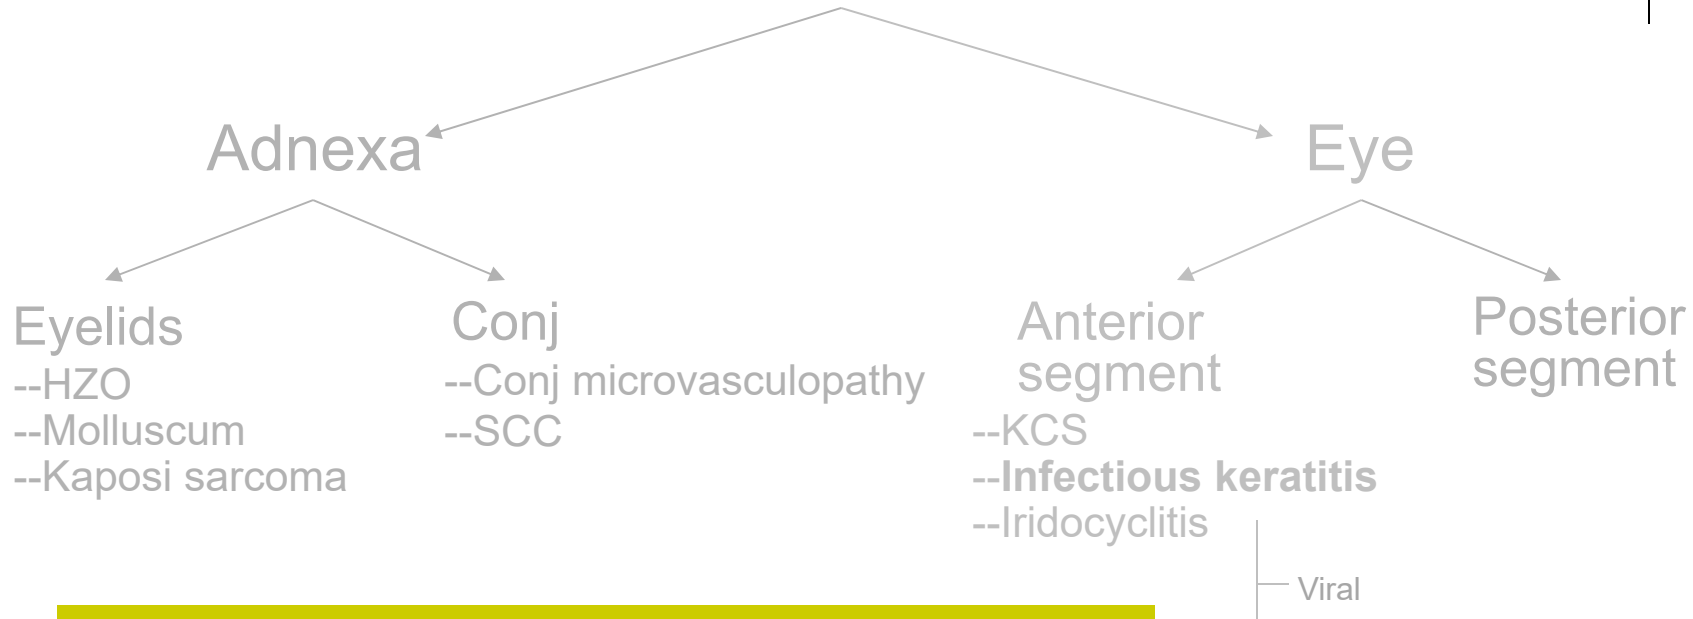 Adnexa
Eye
Eyelids
--HZO
--Molluscum
--Kaposi sarcoma
Conj
--Conj microvasculopathy
--SCC
Anterior
segment
--KCS
--Infectious keratitis
--Iridocyclitis
Viral
Posterior
segment